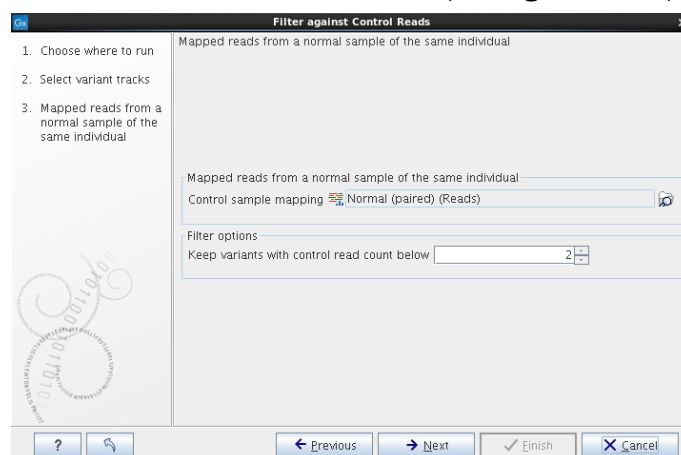 Gx
Filter against Control Reads
1. Choose where to run
2. Select variant tracks
3. Mapped reads from a
normal sample of the
same individual
Mapped reads from a normal sample of the same individual
Mapped reads from a normal sample of the same individual
Control sample mapping Normal (paired) (Reads)
Filter options
Keep variants with control read count below 2
? Previous Next Finish Cancel